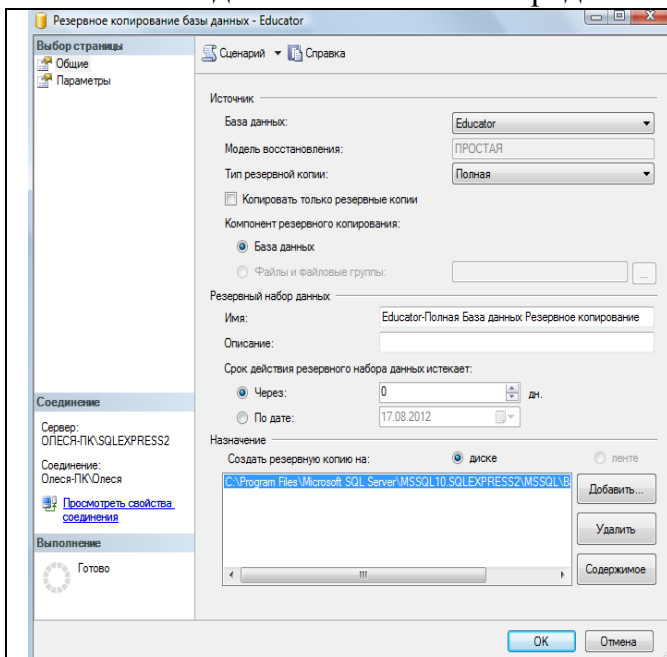 Резервное копирование базы данных - Educator
Выбор страницы
Общие
Параметры
Сценарий
Справка
Источник
База данных:
Educator
Модель восстановления:
ПРОСТАЯ
Тип резервной копии:
Полная
Копировать только резервные копии
Компонент резервного копирования:
База данных
Файлы и файловые группы:
...
Резервный набор данных
Имя:
Educator-Полная База данных Резервное копирование
Описание:
Срок действия резервного набора данных истекает:
Через:
0
дн.
По дате:
17.08.2012
Назначение
Создать резервную копию на:
диске
ленте
C:\Program Files\Microsoft SQL Server\MSSQL10.SQLEXPRESS2\MSSQL\B
Добавить...
Удалить
Содержимое
Соединение
Сервер:
ОЛЕСЯ-ПК\SQLEXPRESS2
Соединение:
Олеся-ПК\Олеся
Просмотреть свойства
соединения
Выполнение
Готово
OK
Отмена